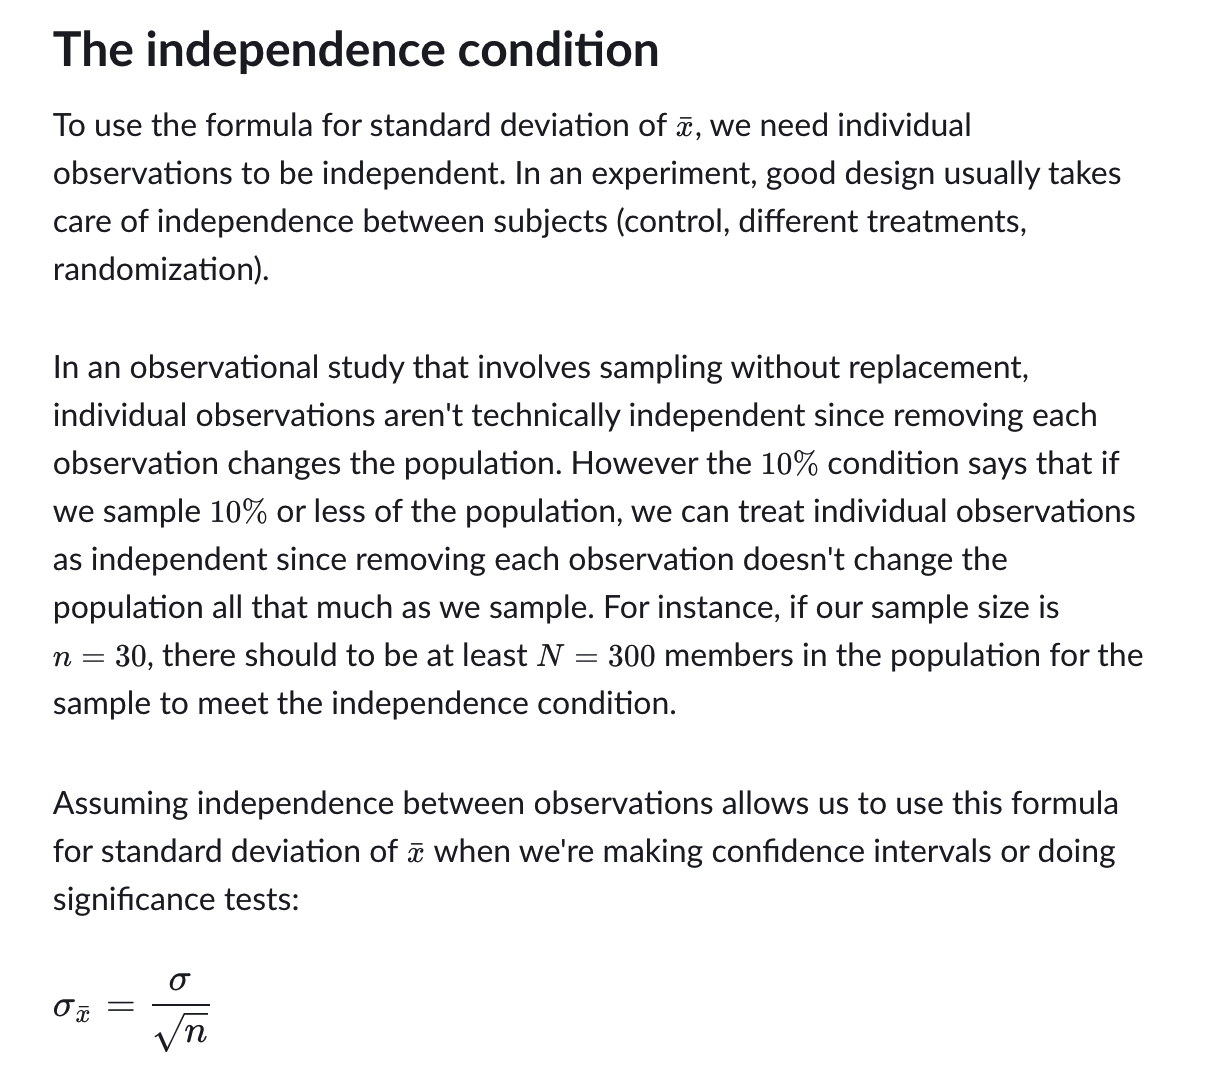 The independence condition
To use the formula for standard deviation of x̄, we need individual
observations to be independent. In an experiment, good design usually takes
care of independence between subjects (control, different treatments,
randomization).
In an observational study that involves sampling without replacement,
individual observations aren't technically independent since removing each
observation changes the population. However the 10% condition says that if
we sample 10% or less of the population, we can treat individual observations
as independent since removing each observation doesn't change the
population all that much as we sample. For instance, if our sample size is
n = 30, there should to be at least N = 300 members in the population for the
sample to meet the independence condition.
Assuming independence between observations allows us to use this formula
for standard deviation of x̄ when we're making confidence intervals or doing
significance tests:
σ_x̄ = σ/√n